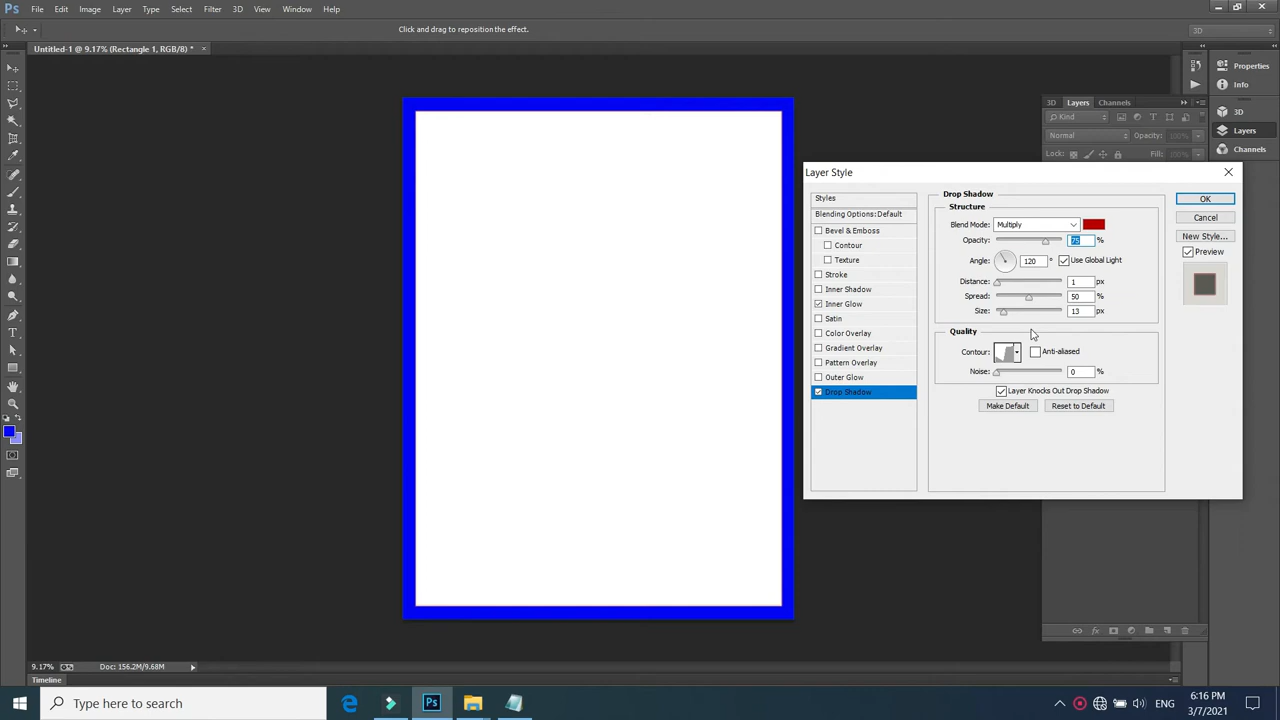 Ps File Edit Image Layer Type Select Filter 3D View Window Help
Click and drag to reposition the effect.
3D
Untitled-1 @ 9.17% (Rectangle 1, RGB/8) * ×
Properties
Info
3D
Layers
Channels
3D Layers Channels
Kind
Normal Opacity: 100%
Lock: Fill: 100%
Layer Style
Styles
Blending Options:Default
Bevel & Emboss
Contour
Texture
Stroke
Inner Shadow
Inner Glow
Satin
Color Overlay
Gradient Overlay
Pattern Overlay
Outer Glow
Drop Shadow
Drop Shadow
Structure
Blend Mode: Multiply
Opacity: 75 %
Angle: 120 ° Use Global Light
Distance: 1 px
Spread: 50 %
Size: 13 px
Quality
Contour: Anti-aliased
Noise: 0 %
Layer Knocks Out Drop Shadow
Make Default Reset to Default
OK
Cancel
New Style...
Preview
9.17% Doc: 156.2M/9.68M
Timeline
Type here to search
Ps
ENG
6:16 PM
3/7/2021